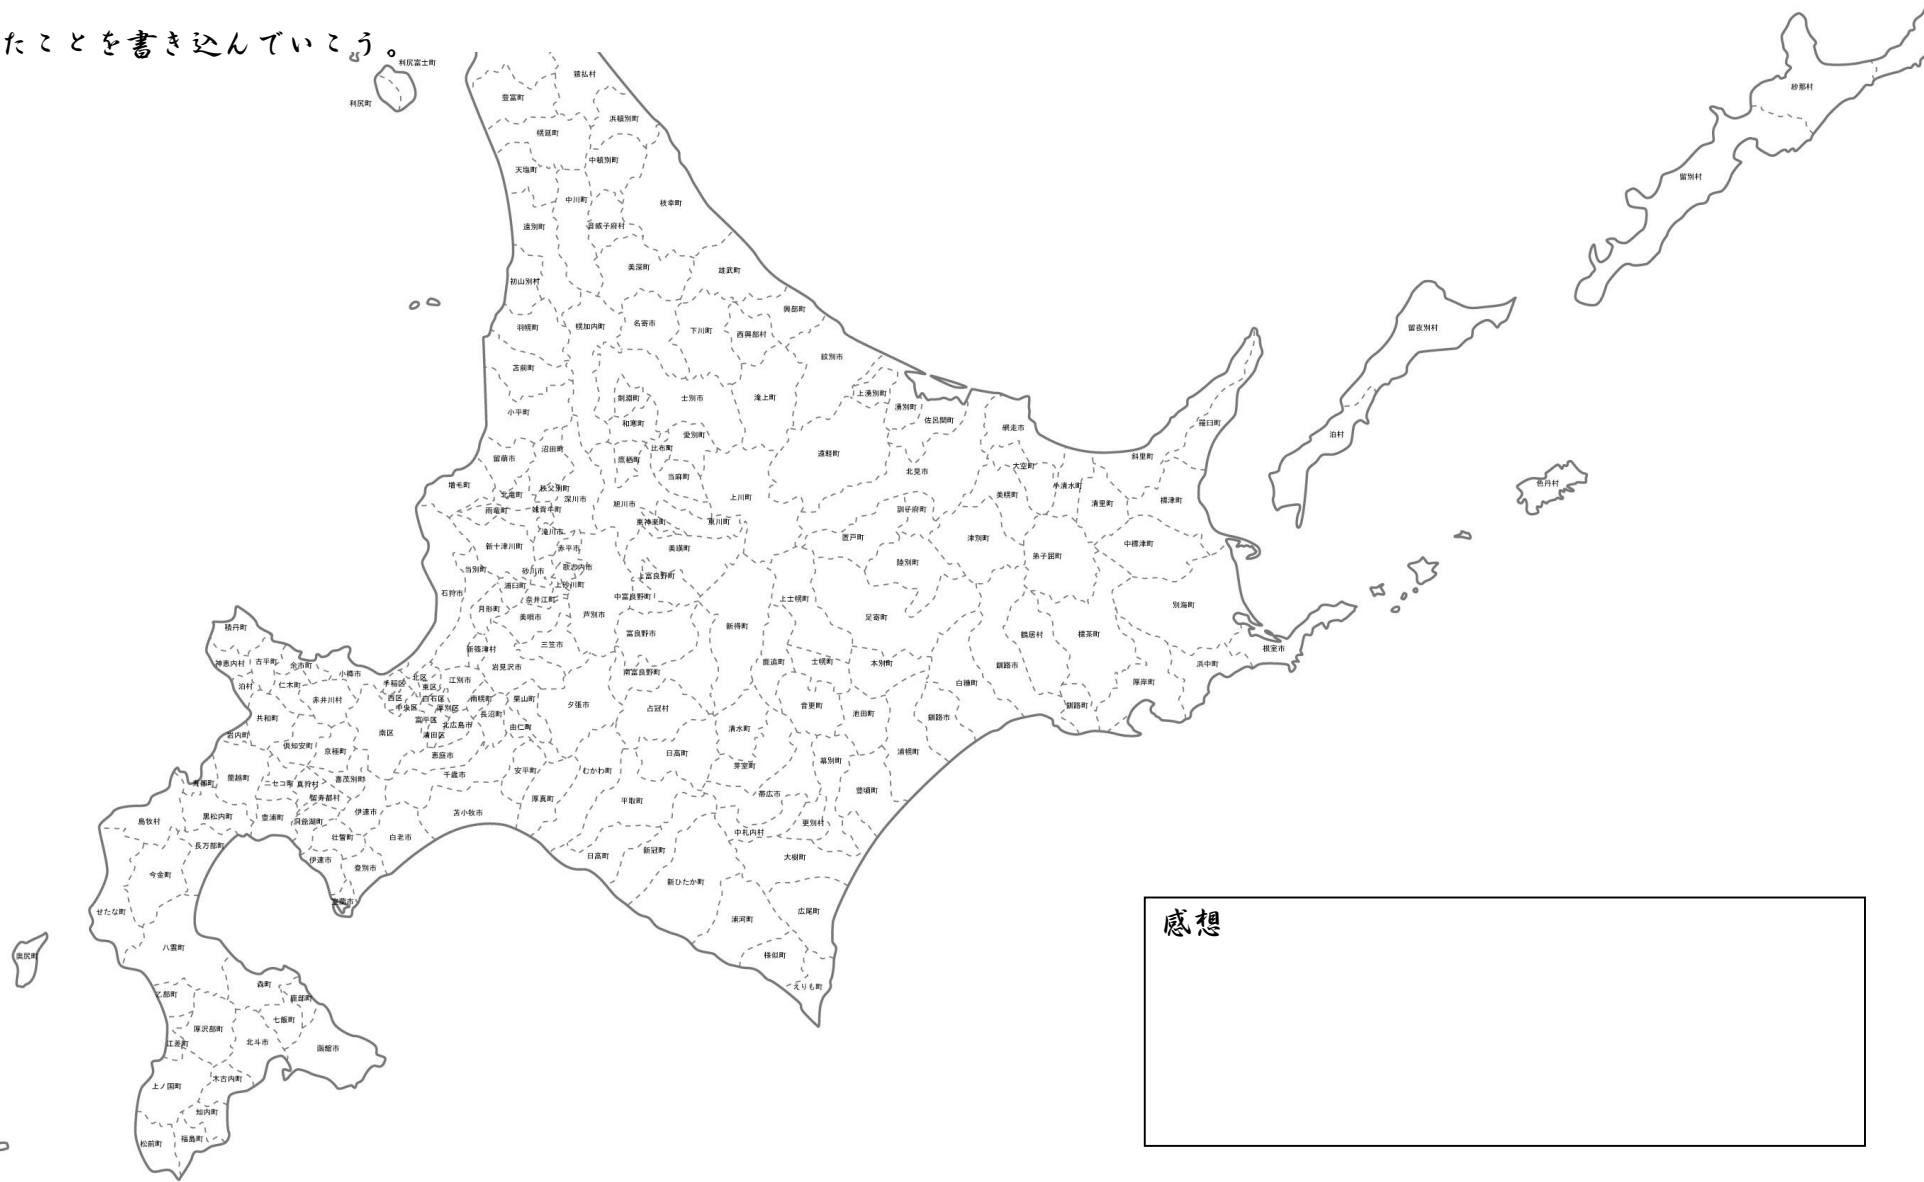 たことを書き込んでいこう。
利尻富士町
利尻町
猿払村
豊富町
浜頓別町
幌延町
中頓別町
天塩町
中川町
枝幸町
遠別町
音威子府村
美深町
雄武町
初山別村
興部町
羽幌町
幌加内町
名寄市
下川町
西興部村
紋別市
苫前町
剣淵町
士別市
滝上町
上湧別町
湧別町
佐呂間町
小平町
和寒町
愛別町
網走市
羅臼町
沼田町
比布町
遠軽町
留萌市
鷹栖町
北見市
大空町
斜里町
当麻町
増毛町
秩父別町
北竜町
深川市
上川町
美幌町
小清水町
清里町
標津町
雨竜町
妹背牛町
旭川市
訓子府町
東神楽町
東川町
滝川市
置戸町
津別町
中標津町
新十津川町
赤平市
美瑛町
弟子屈町
陸別町
当別町
砂川市
歌志内市
上富良野町
石狩市
浦臼町
上砂川町
奈井江町
中富良野町
上士幌町
別海町
月形町
美唄市
芦別市
新得町
足寄町
富良野市
鶴居村
標茶町
積丹町
新篠津村
三笠市
根室市
神恵内村
古平町
余市町
小樽市
岩見沢市
南富良野町
鹿追町
士幌町
本別町
釧路市
浜中町
泊村
仁木町
赤井川村
手稲区
北区
東区
江別市
白糠町
厚岸町
西区
白石区
南幌町
栗山町
中央区
厚別区
長沼町
夕張市
占冠村
音更町
池田町
釧路市
釧路町
共和町
岩内町
南区
豊平区
北広島市
清田区
由仁町
清水町
倶知安町
京極町
恵庭市
日高町
芽室町
幕別町
浦幌町
蘭越町
ニセコ町
真狩村
喜茂別町
千歳市
安平町
むかわ町
寿都町
留寿都村
厚真町
平取町
帯広市
豊頃町
島牧村
黒松内町
豊浦町
洞爺湖町
伊達市
苫小牧市
更別村
壮瞥町
白老市
中札内村
長万部町
伊達市
登別市
日高町
新冠町
大樹町
今金町
新ひたか町
室蘭市
せたな町
浦河町
広尾町
八雲町
奥尻町
様似町
えりも町
乙部町
森町
鹿部町
厚沢部町
七飯町
江差町
北斗市
函館市
上ノ国町
木古内町
知内町
福島町
松前町
紗那村
留別村
留夜別村
泊村
色丹村
感想